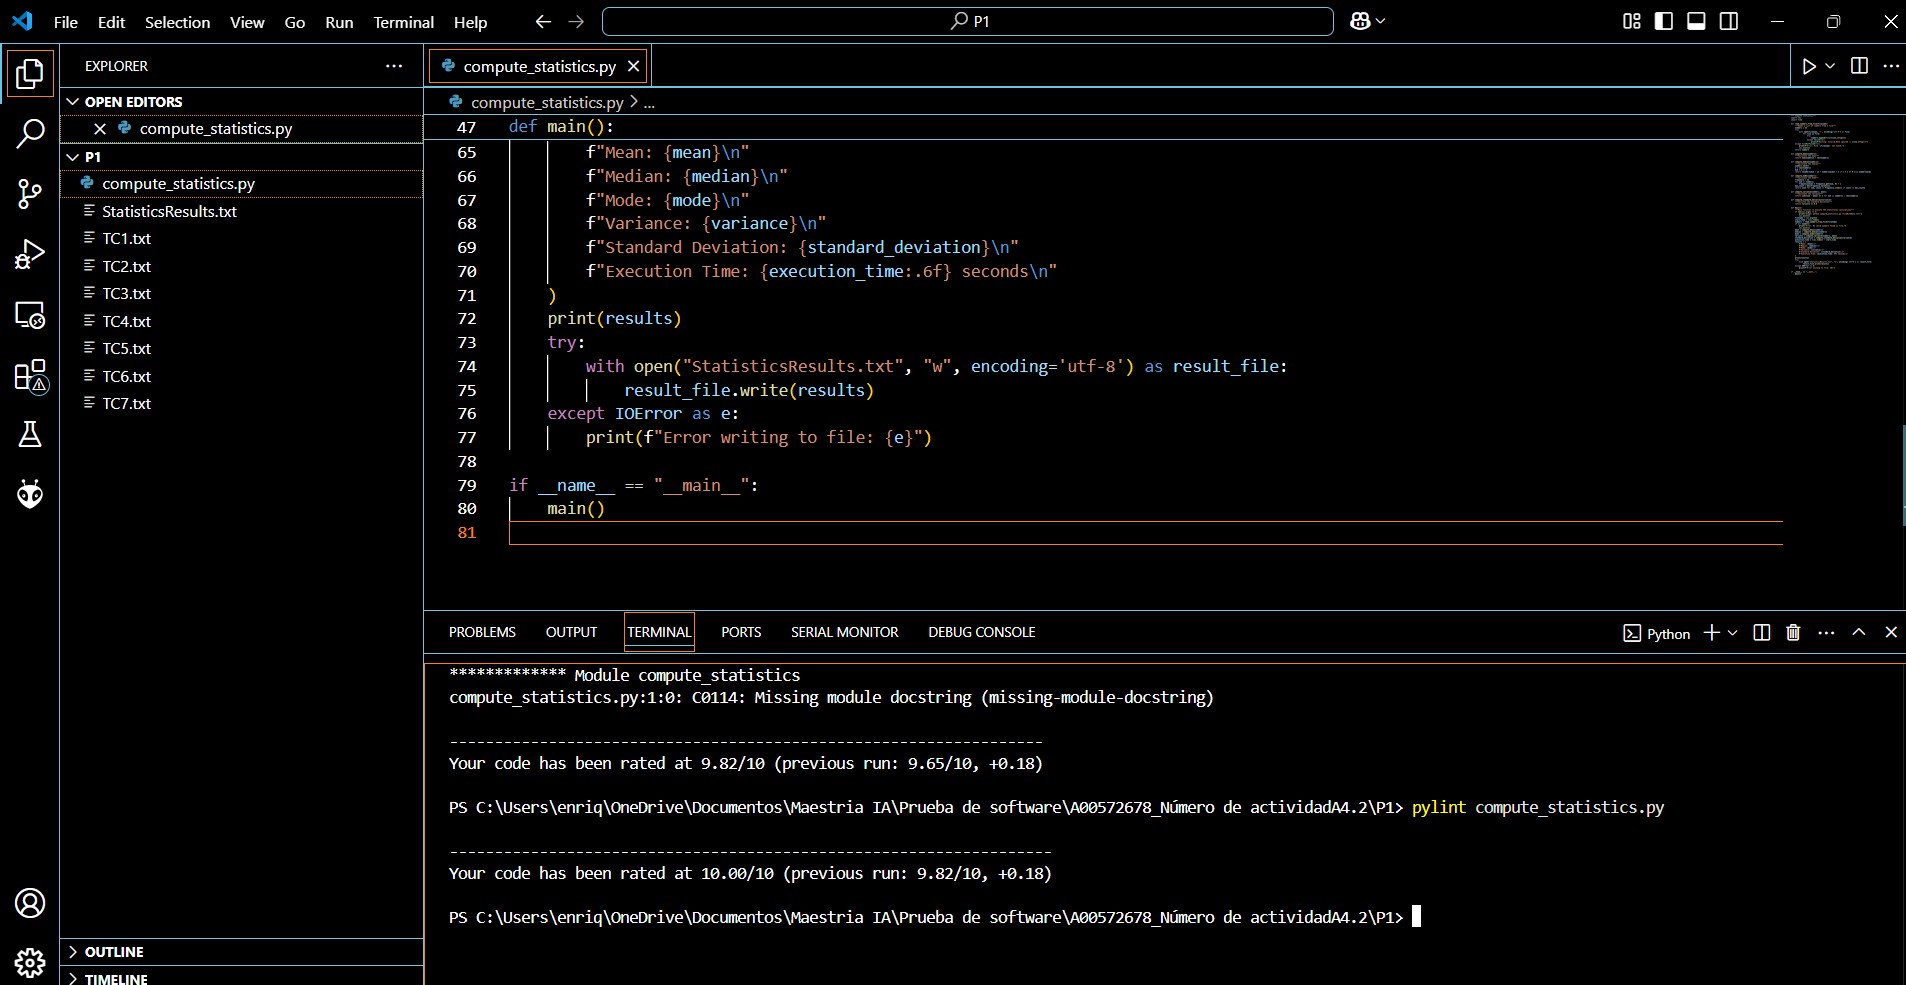 File Edit Selection View Go Run Terminal Help
P1
EXPLORER
OPEN EDITORS
compute_statistics.py
P1
compute_statistics.py
StatisticsResults.txt
TC1.txt
TC2.txt
TC3.txt
TC4.txt
TC5.txt
TC6.txt
TC7.txt
OUTLINE
TIMELINE
compute_statistics.py
compute_statistics.py > ...
47 def main():
65 f"Mean: {mean}\n"
66 f"Median: {median}\n"
67 f"Mode: {mode}\n"
68 f"Variance: {variance}\n"
69 f"Standard Deviation: {standard_deviation}\n"
70 f"Execution Time: {execution_time:.6f} seconds\n"
71 )
72 print(results)
73 try:
74 with open("StatisticsResults.txt", "w", encoding='utf-8') as result_file:
75 result_file.write(results)
76 except IOError as e:
77 print(f"Error writing to file: {e}")
78
79 if __name__ == "__main__":
80 main()
81
PROBLEMS OUTPUT TERMINAL PORTS SERIAL MONITOR DEBUG CONSOLE
Python
************* Module compute_statistics
compute_statistics.py:1:0: C0114: Missing module docstring (missing-module-docstring)
------------------------------------------------------------------
Your code has been rated at 9.82/10 (previous run: 9.65/10, +0.18)
PS C:\Users\enriq\OneDrive\Documentos\Maestria IA\Prueba de software\A00572678_Número de actividadA4.2\P1> pylint compute_statistics.py
-------------------------------------------------------------------
Your code has been rated at 10.00/10 (previous run: 9.82/10, +0.18)
PS C:\Users\enriq\OneDrive\Documentos\Maestria IA\Prueba de software\A00572678_Número de actividadA4.2\P1>